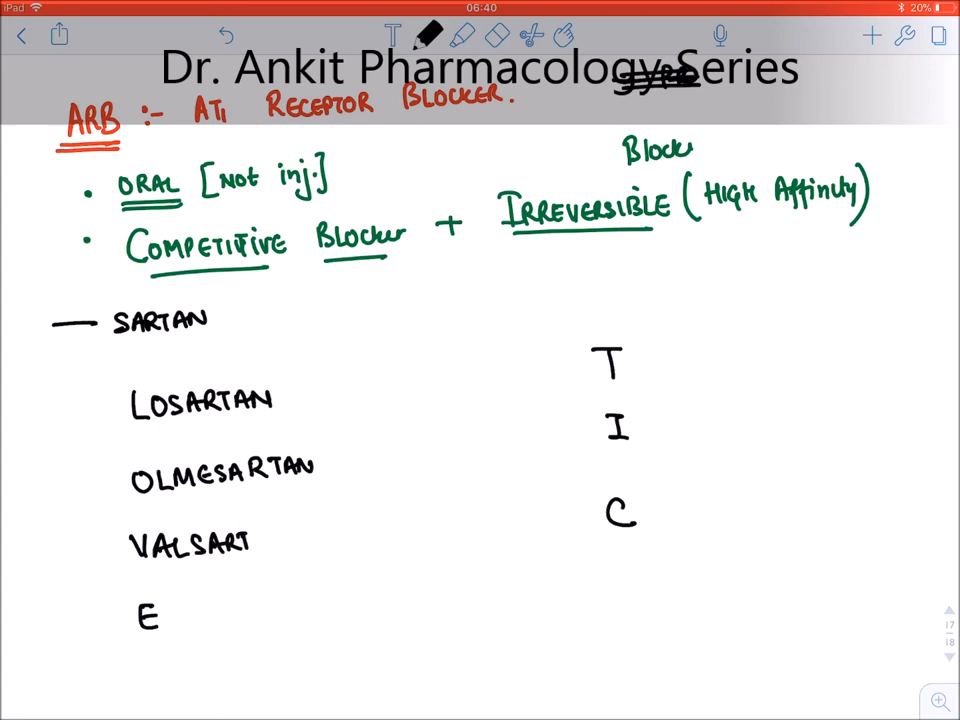 iPad 06:40 20%
T
Dr. Ankit Pharmacology Series
ARB :- AT1 RECEPTOR BLOCKER.
Block
• ORAL [Not inj.]
• COMPETITIVE Blocker + IRREVERSIBLE (HIGH Affinity)
— SARTAN
LOSARTAN
OLMESARTAN
VALSART
E
T
I
C
17
18